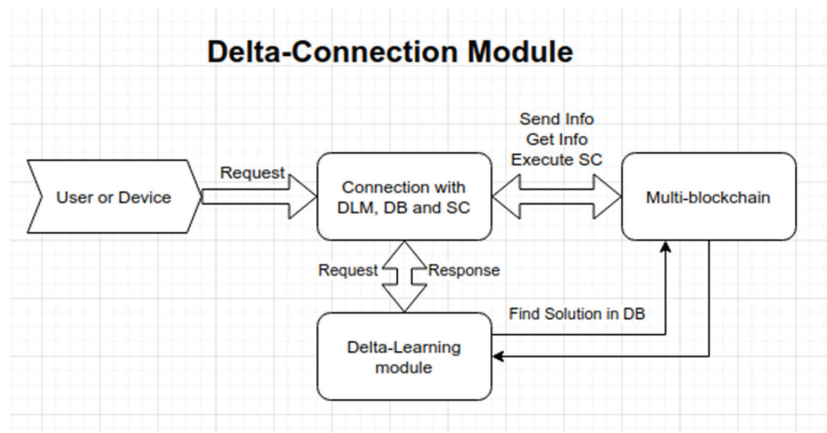 Delta-Connection Module
Send Info
Get Info
Execute SC
Request
User or Device
Connection with
DLM, DB and SC
Multi-blockchain
Request
Response
Find Solution in DB
Delta-Learning
module